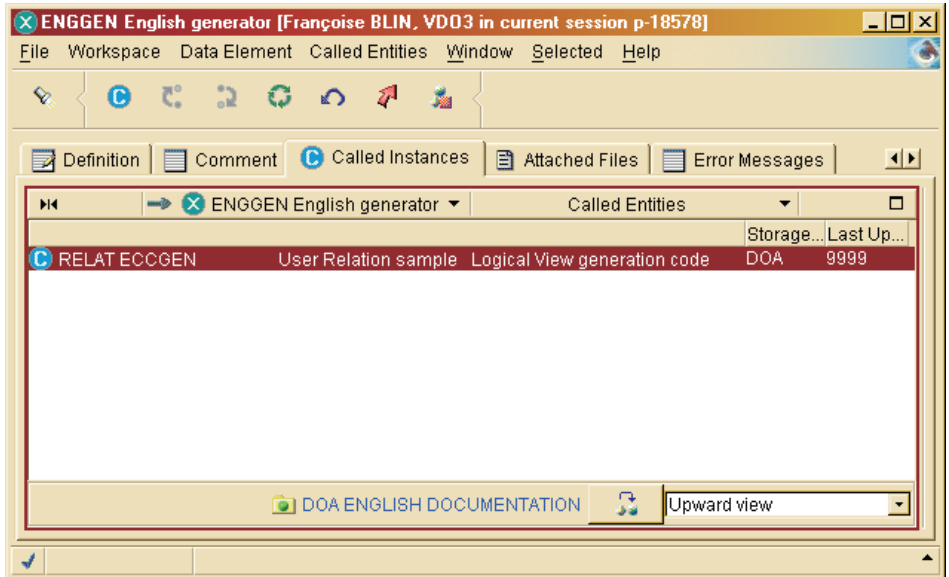 ENGGEN English generator [Françoise BLIN, VDO3 in current session p-18578]
File Workspace Data Element Called Entities Window Selected Help
Definition Comment Called Instances Attached Files Error Messages
ENGGEN English generator Called Entities
Storage... Last Up...
RELAT ECCGEN User Relation sample Logical View generation code DOA 9999
DOA ENGLISH DOCUMENTATION Upward view